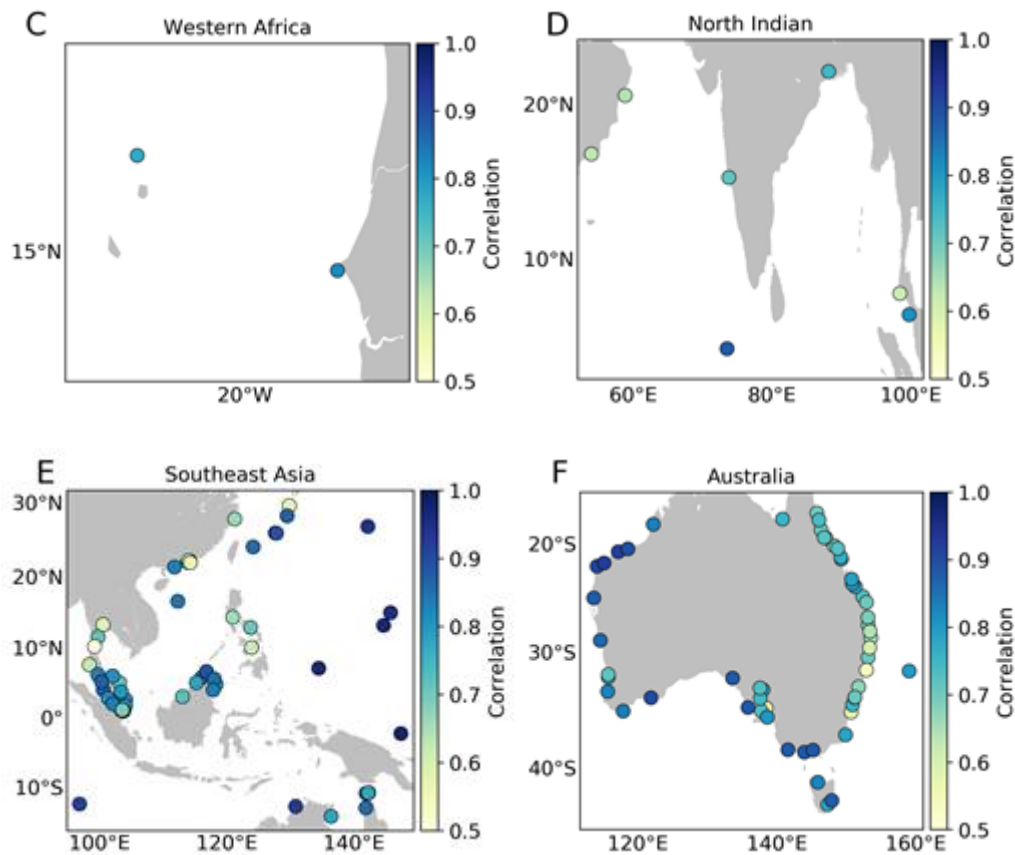 C
Western Africa
15°N
20°W
1.0
0.9
0.8
0.7
0.6
0.5
Correlation
D
North Indian
20°N
10°N
60°E
80°E
100°E
1.0
0.9
0.8
0.7
0.6
0.5
Correlation
E
Southeast Asia
30°N
20°N
10°N
0°
10°S
100°E
120°E
140°E
1.0
0.9
0.8
0.7
0.6
0.5
Correlation
F
Australia
20°S
30°S
40°S
120°E
140°E
160°E
1.0
0.9
0.8
0.7
0.6
0.5
Correlation